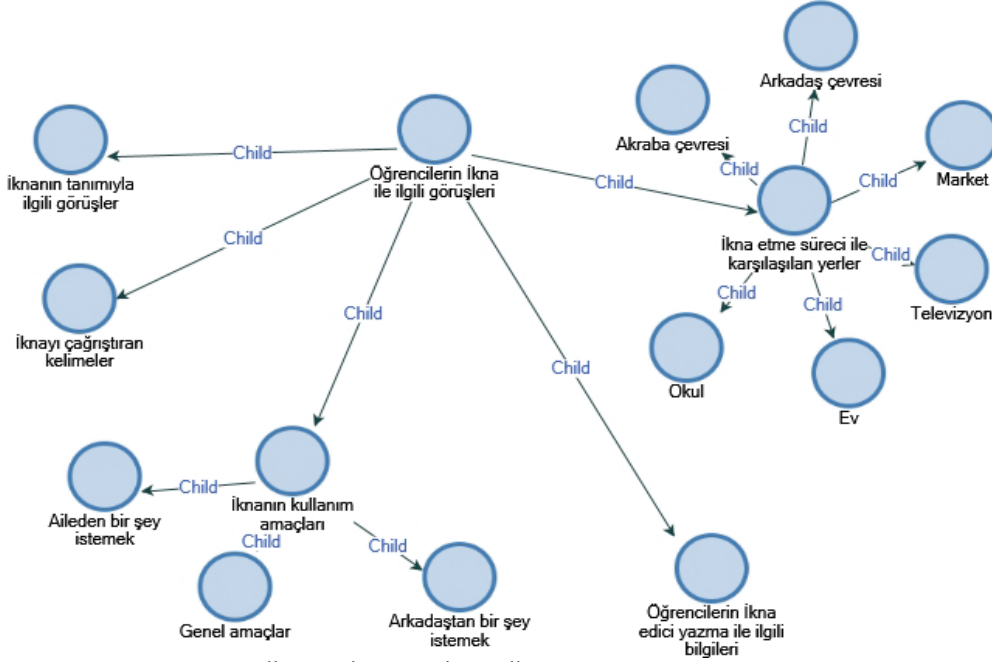 Arkadaş çevresi
Child
Akraba çevresi
Child
Market
Child
İkna etme süreci ile
karşılaşılan yerler
Child
Televizyon
Child
Okul
Child
Ev
Öğrencilerin İkna
ile ilgili görüşleri
Child
Child
İknanın tanımıyla
ilgili görüşler
Child
İknayı çağrıştıran
kelimeler
Child
İknanın kullanım
amaçları
Child
Aileden bir şey
istemek
Child
Genel amaçlar
Child
Arkadaştan bir şey
istemek
Child
Öğrencilerin İkna
edici yazma ile ilgili
bilgileri